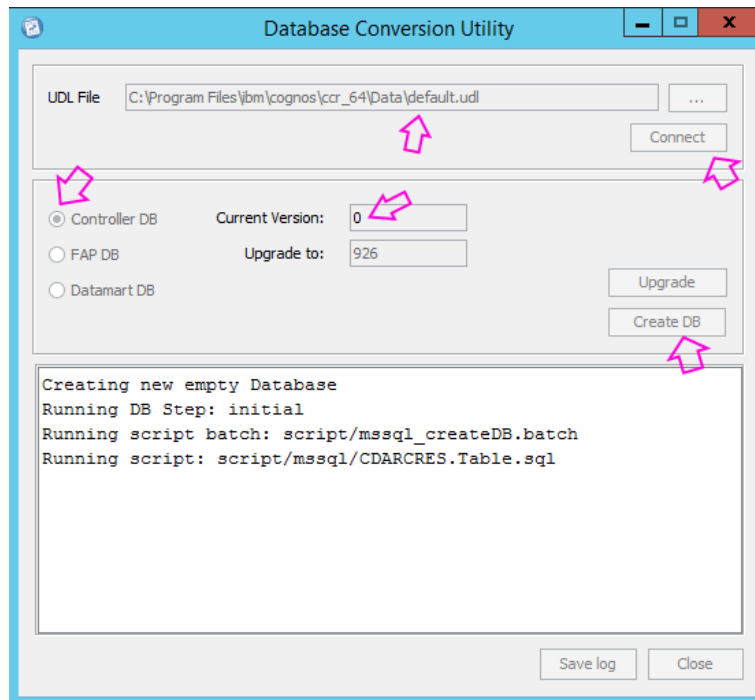 Database Conversion Utility
UDL File C:\Program Files\ibm\cognos\ccr_64\Data\default.udl ...
Connect
Controller DB Current Version: 0
FAP DB Upgrade to: 926
Datamart DB Upgrade
Create DB
Creating new empty Database
Running DB Step: initial
Running script batch: script/mssql_createDB.batch
Running script: script/mssql/CDARCRES.Table.sql
Save log Close